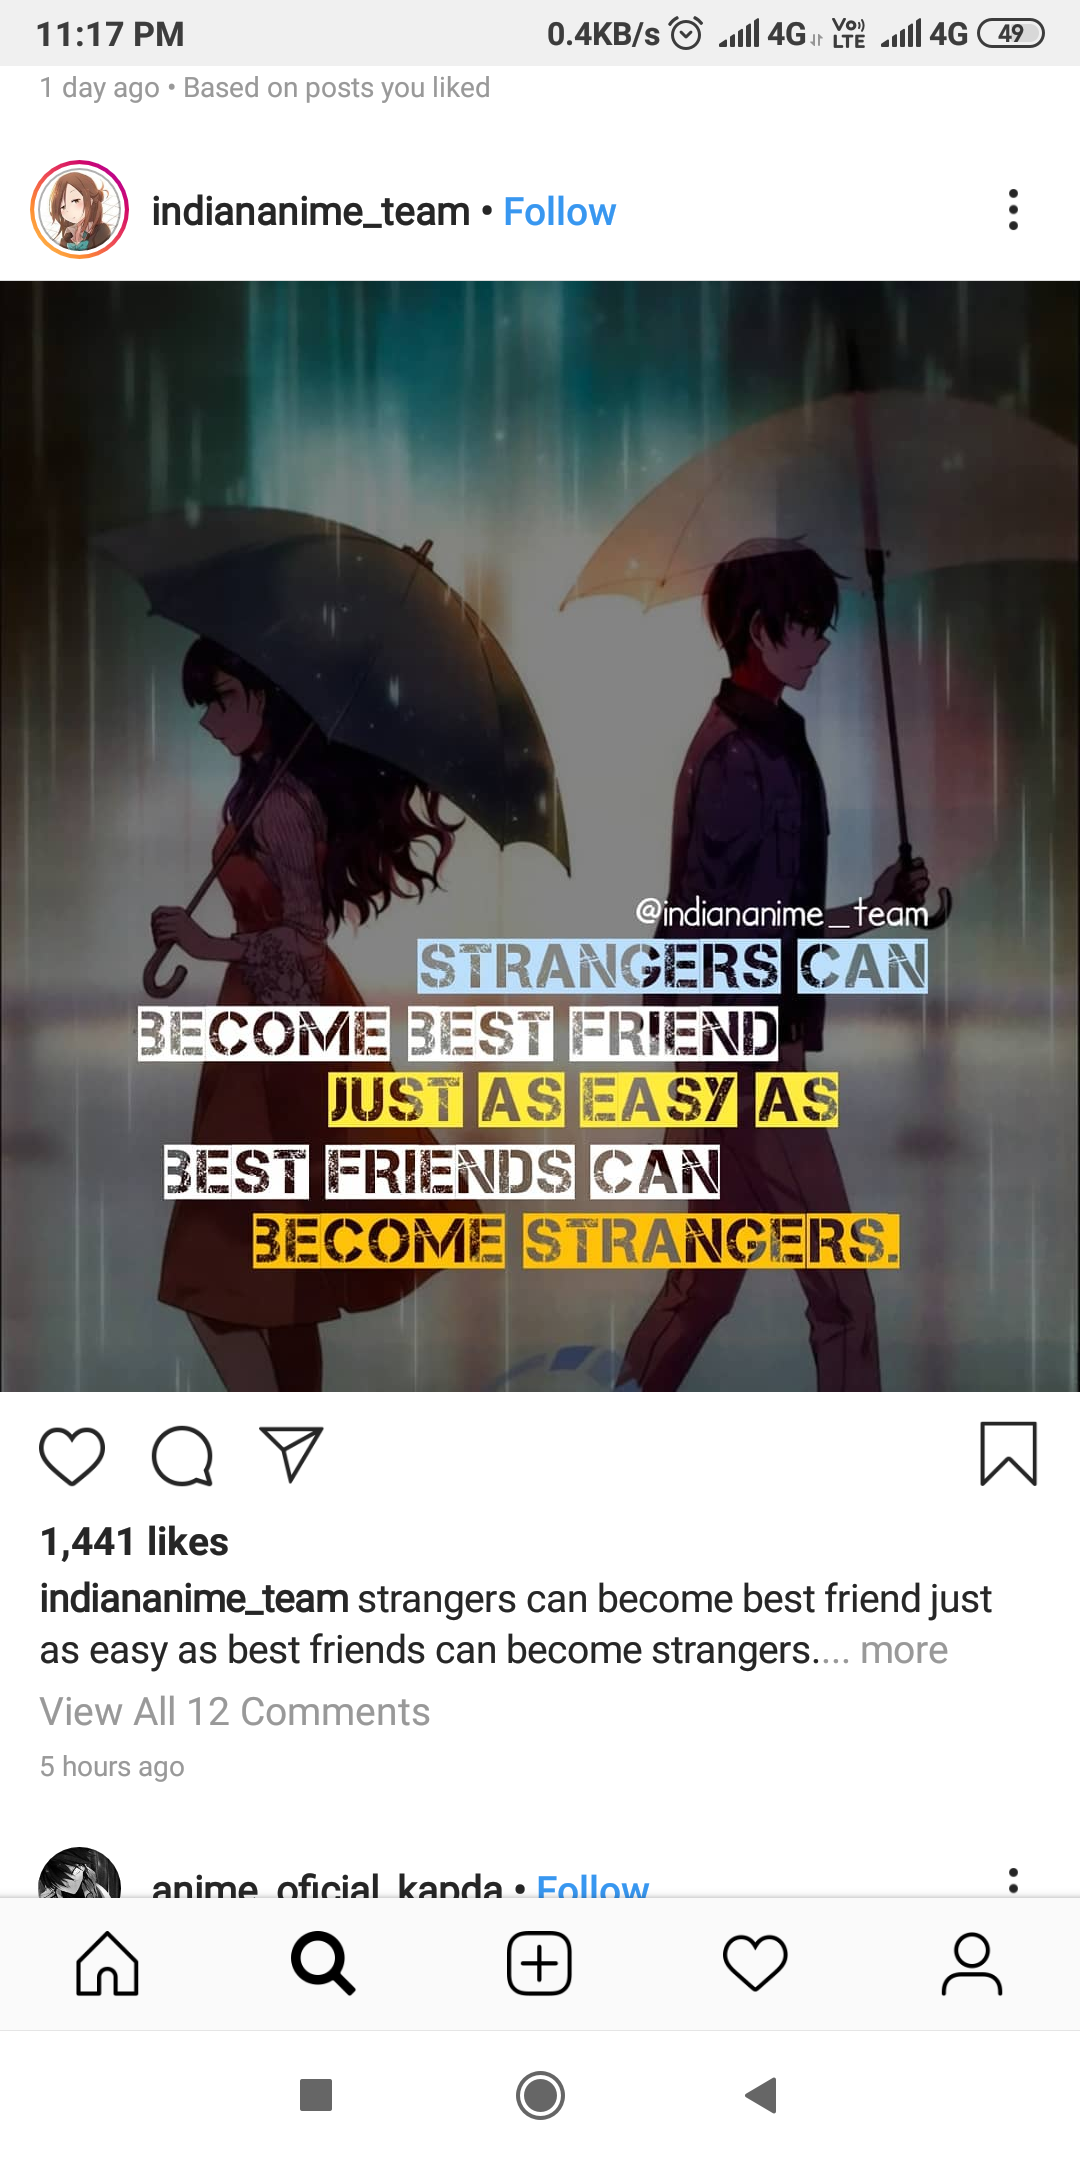 11:17 PM 0.4KB/s 4G VoLTE 4G 49
1 day ago • Based on posts you liked
indiananime_team • Follow
@indiananime_team
STRANGERS CAN
BECOME BEST FRIEND
JUST AS EASY AS
BEST FRIENDS CAN
BECOME STRANGERS.
1,441 likes
indiananime_team strangers can become best friend just
as easy as best friends can become strangers.... more
View All 12 Comments
5 hours ago
anime_oficial_kapda • Follow